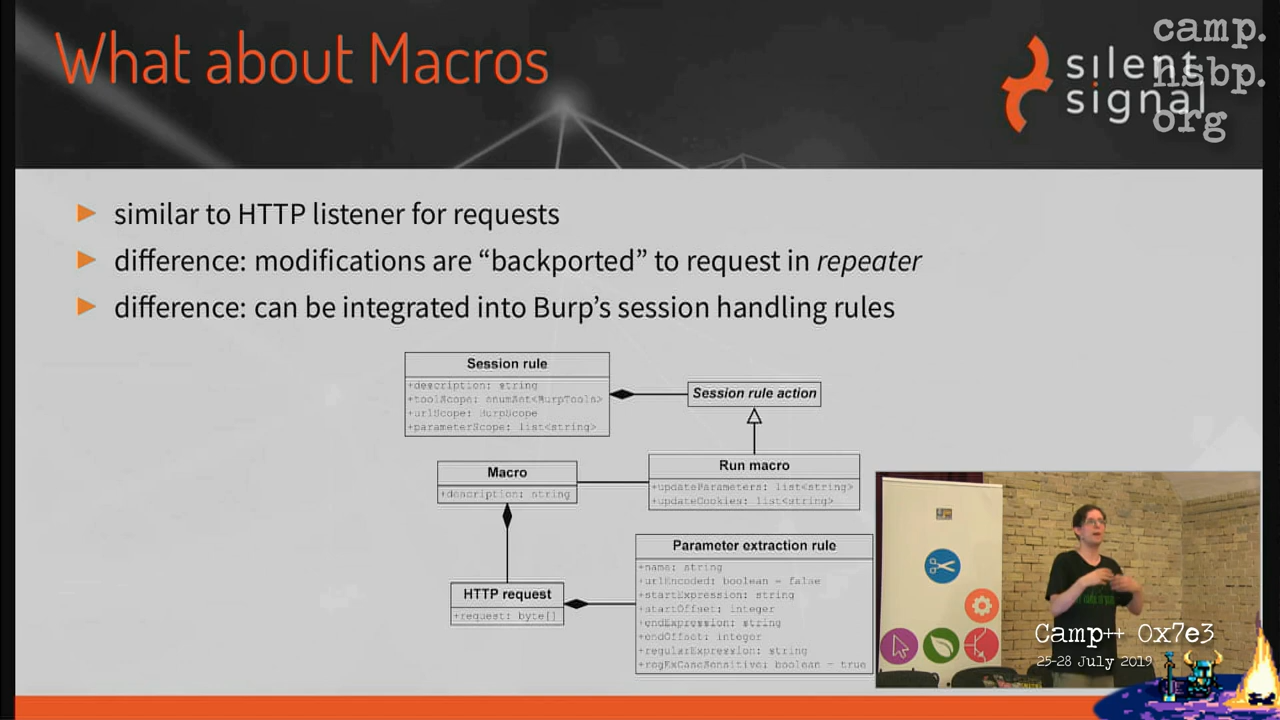 What about Macros
silent
signal
camp.
hsbp.
org
▶ similar to HTTP listener for requests
▶ difference: modifications are “backported” to request in repeater
▶ difference: can be integrated into Burp’s session handling rules
Session rule
+description: string
+toolScope: enumSet<BurpTools>
+urlScope: BurpScope
+parameterScope: list<string>
Session rule action
Macro
+description: string
Run macro
+updateParameters: list<string>
+updateCookies: list<string>
HTTP request
+request: byte[]
Parameter extraction rule
+name: string
+urlEncoded: boolean = false
+startExpression: string
+startOffset: integer
+endExpression: string
+endOffset: integer
+regularExpression: string
+regExCaseSensitive: boolean = true
Camp++ 0x7e3
25-28 July 2019